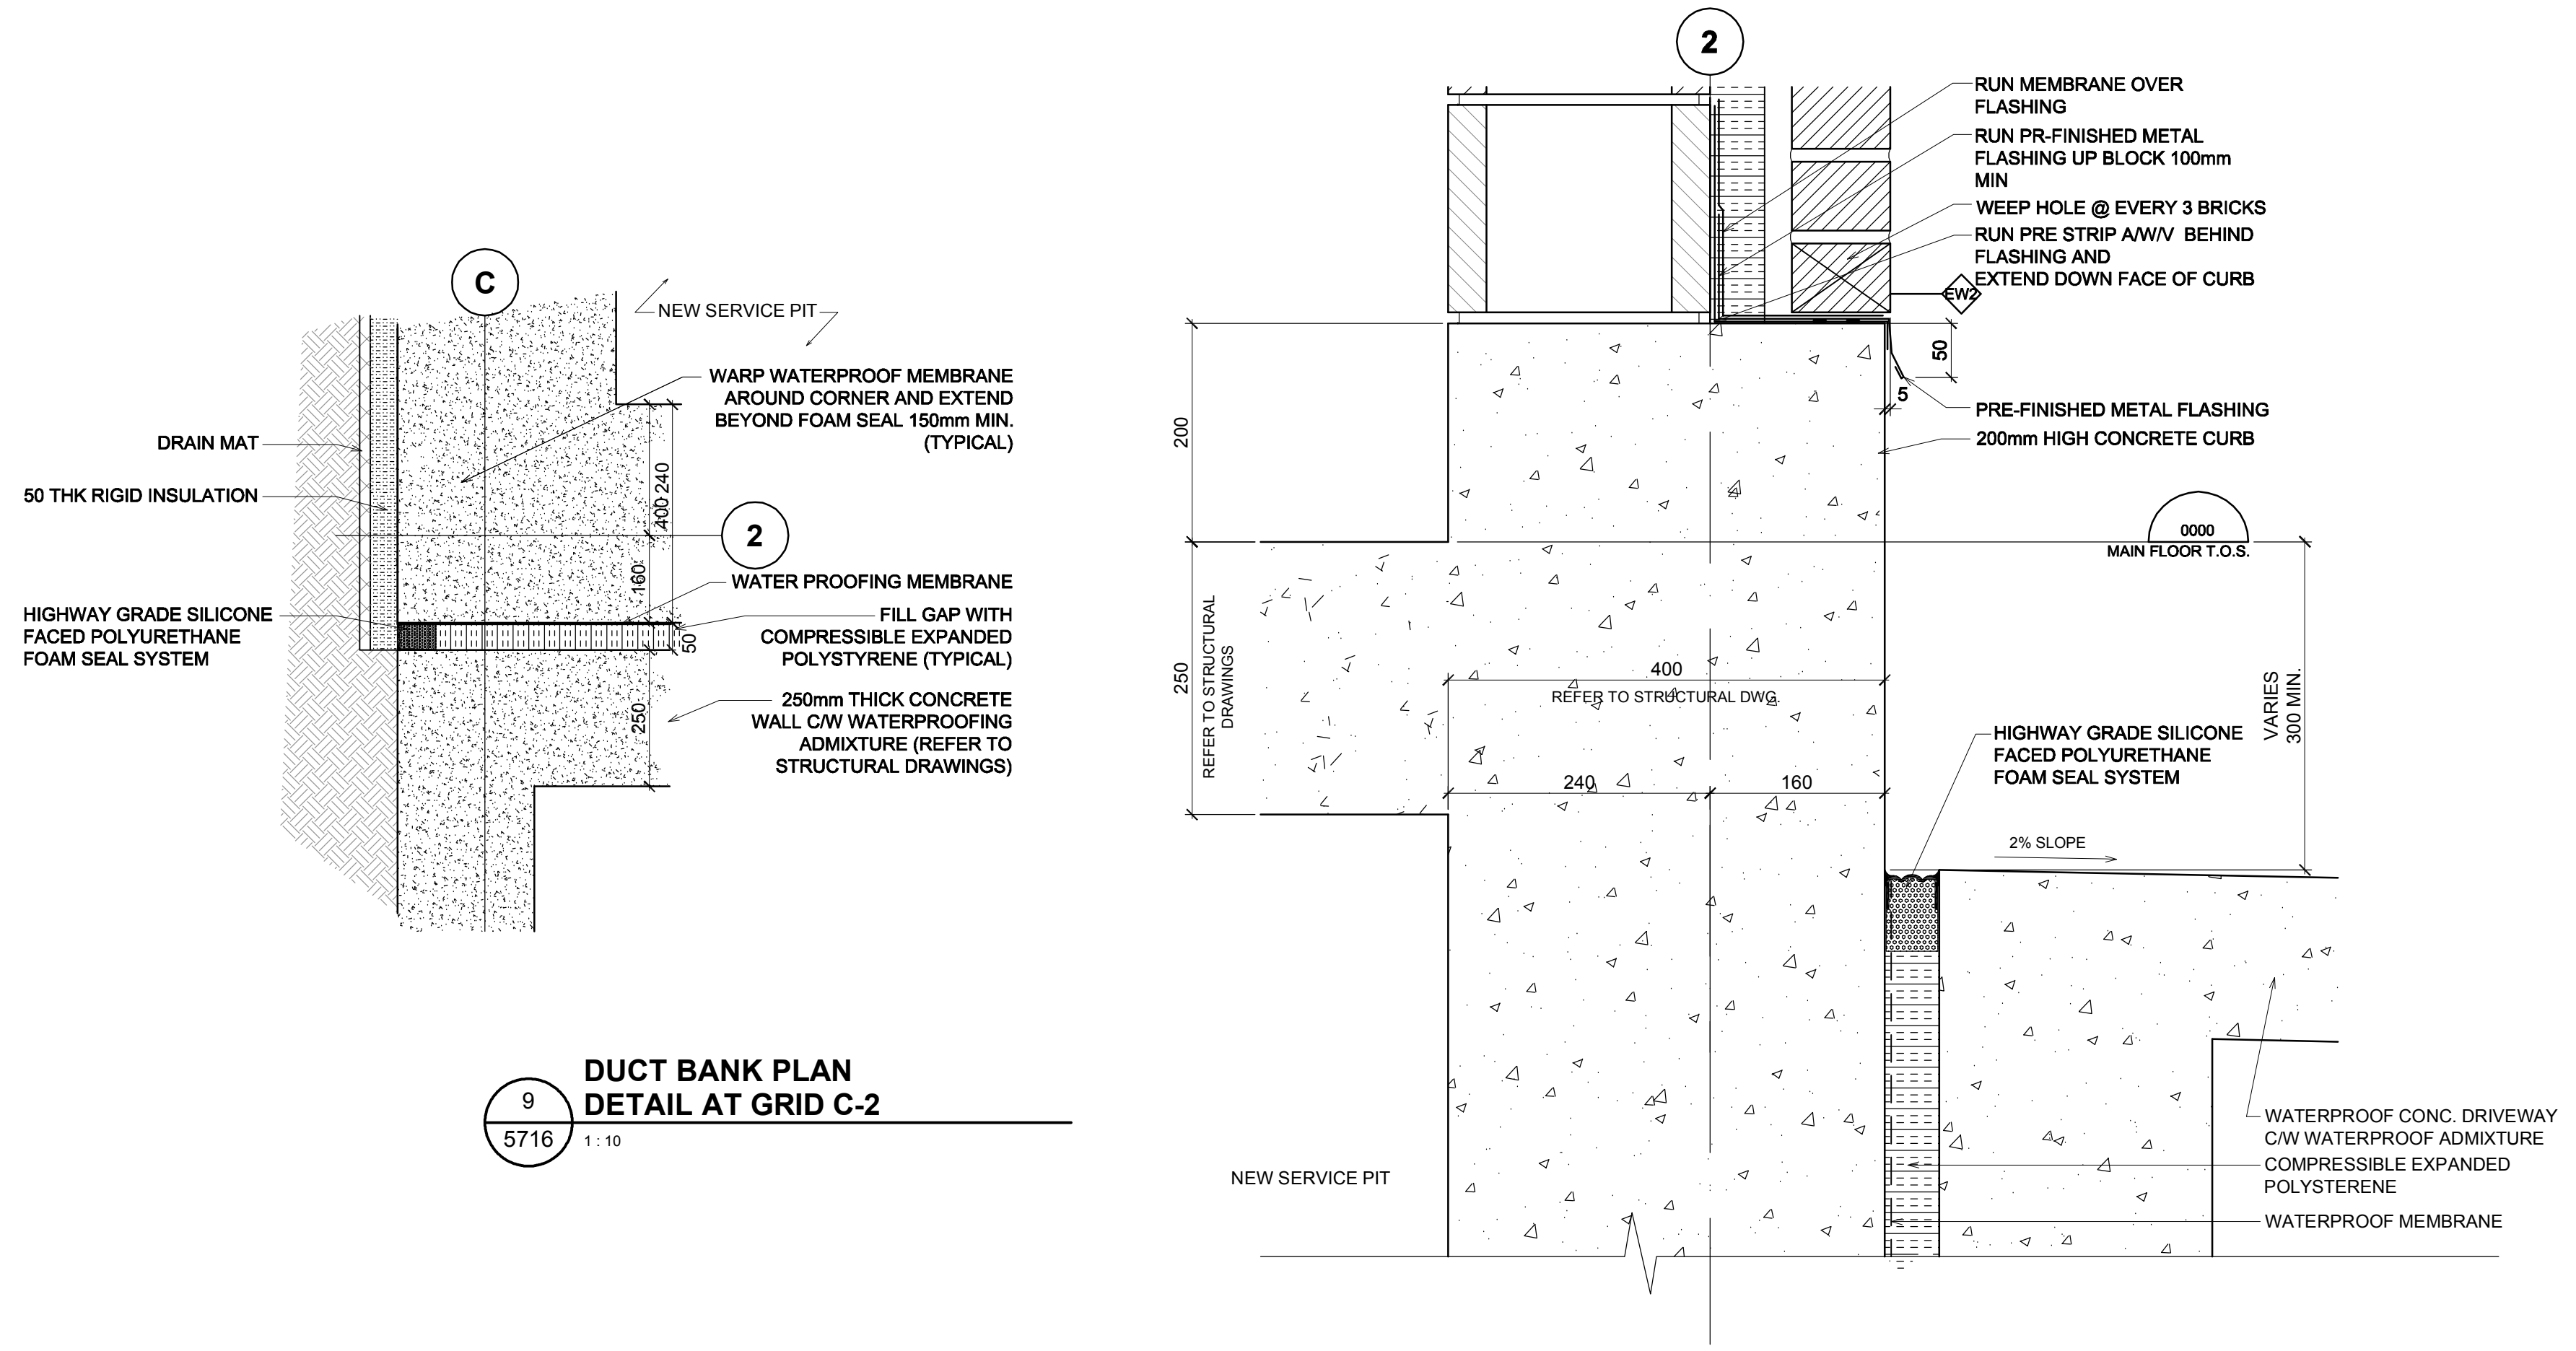 C
NEW SERVICE PIT
WARP WATERPROOF MEMBRANE
AROUND CORNER AND EXTEND
BEYOND FOAM SEAL 150mm MIN.
(TYPICAL)
DRAIN MAT
50 THK RIGID INSULATION
240
400
2
160
WATER PROOFING MEMBRANE
HIGHWAY GRADE SILICONE
FACED POLYURETHANE
FOAM SEAL SYSTEM
FILL GAP WITH
COMPRESSIBLE EXPANDED
POLYSTYRENE (TYPICAL)
50
250mm THICK CONCRETE
WALL C/W WATERPROOFING
ADMIXTURE (REFER TO
STRUCTURAL DRAWINGS)
250
9
5716
DUCT BANK PLAN
DETAIL AT GRID C-2
1 : 10
2
RUN MEMBRANE OVER
FLASHING
RUN PR-FINISHED METAL
FLASHING UP BLOCK 100mm
MIN
WEEP HOLE @ EVERY 3 BRICKS
RUN PRE STRIP A/W/V BEHIND
FLASHING AND
EXTEND DOWN FACE OF CURB
EW2
50
5
PRE-FINISHED METAL FLASHING
200mm HIGH CONCRETE CURB
200
0000
MAIN FLOOR T.O.S.
250
REFER TO STRUCTURAL
DRAWINGS
400
REFER TO STRUCTURAL DWG.
240
160
VARIES
300 MIN.
HIGHWAY GRADE SILICONE
FACED POLYURETHANE
FOAM SEAL SYSTEM
2% SLOPE
NEW SERVICE PIT
WATERPROOF CONC. DRIVEWAY
C/W WATERPROOF ADMIXTURE
COMPRESSIBLE EXPANDED
POLYSTERENE
WATERPROOF MEMBRANE